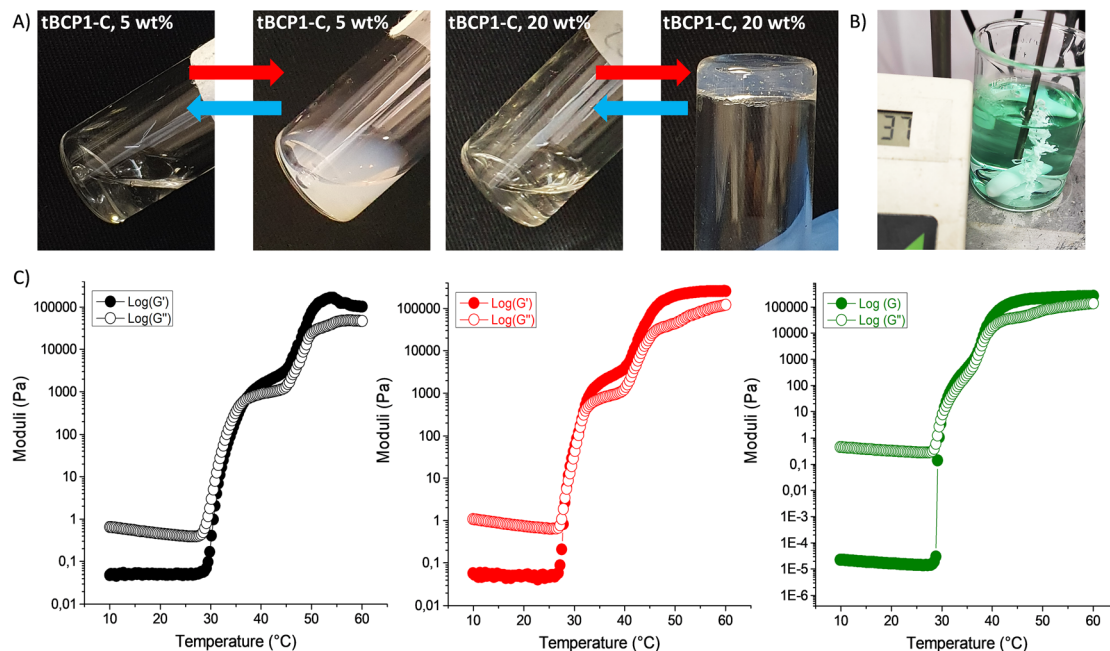 A)
tBCP1-C, 5 wt%
tBCP1-C, 5 wt%
tBCP1-C, 20 wt%
tBCP1-C, 20 wt%
B)
37
C)
Log(G')
Log(G")
Moduli (Pa)
100000
10000
1000
100
10
1
0,1
0,01
10 20 30 40 50 60
Temperature (°C)
Log(G')
Log(G")
Moduli (Pa)
100000
10000
1000
100
10
1
0,1
0,01
10 20 30 40 50 60
Temperature (°C)
Log (G)
Log (G")
Moduli (Pa)
100000
10000
1000
100
10
1
0,1
0,01
1E-3
1E-4
1E-5
1E-6
10 20 30 40 50 60
Temperature (°C)